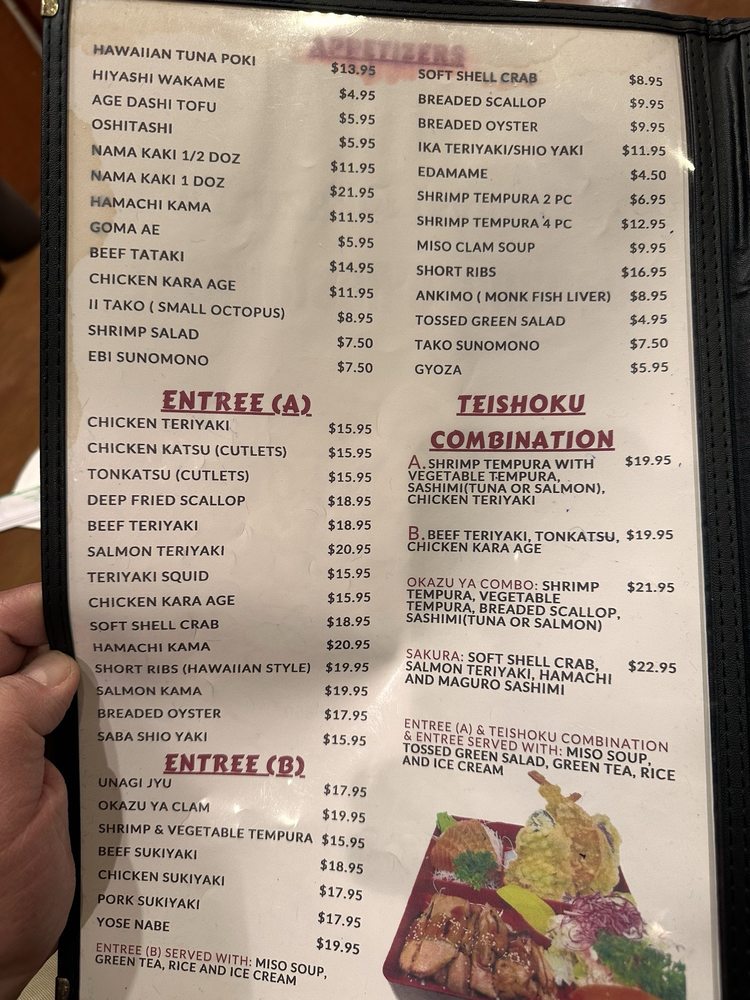 APPETIZERS
HAWAIIAN TUNA POKI $13.95
HIYASHI WAKAME $4.95
AGE DASHI TOFU $5.95
OSHITASHI $5.95
NAMA KAKI 1/2 DOZ $11.95
NAMA KAKI 1 DOZ $21.95
HAMACHI KAMA $11.95
GOMA AE $5.95
BEEF TATAKI $14.95
CHICKEN KARA AGE $11.95
II TAKO ( SMALL OCTOPUS) $8.95
SHRIMP SALAD $7.50
EBI SUNOMONO $7.50
SOFT SHELL CRAB $8.95
BREADED SCALLOP $9.95
BREADED OYSTER $9.95
IKA TERIYAKI/SHIO YAKI $11.95
EDAMAME $4.50
SHRIMP TEMPURA 2 PC $6.95
SHRIMP TEMPURA 4 PC $12.95
MISO CLAM SOUP $9.95
SHORT RIBS $16.95
ANKIMO ( MONK FISH LIVER) $8.95
TOSSED GREEN SALAD $4.95
TAKO SUNOMONO $7.50
GYOZA $5.95
ENTREE (A)
CHICKEN TERIYAKI $15.95
CHICKEN KATSU (CUTLETS) $15.95
TONKATSU (CUTLETS) $15.95
DEEP FRIED SCALLOP $18.95
BEEF TERIYAKI $18.95
SALMON TERIYAKI $20.95
TERIYAKI SQUID $15.95
CHICKEN KARA AGE $15.95
SOFT SHELL CRAB $18.95
HAMACHI KAMA $20.95
SHORT RIBS (HAWAIIAN STYLE) $19.95
SALMON KAMA $19.95
BREADED OYSTER $17.95
SABA SHIO YAKI $15.95
ENTREE (B)
UNAGI JYU $17.95
OKAZU YA CLAM $19.95
SHRIMP & VEGETABLE TEMPURA $15.95
BEEF SUKIYAKI $18.95
CHICKEN SUKIYAKI $17.95
PORK SUKIYAKI $17.95
YOSE NABE $19.95
ENTREE (B) SERVED WITH: MISO SOUP,
GREEN TEA, RICE AND ICE CREAM
TEISHOKU
COMBINATION
A. SHRIMP TEMPURA WITH $19.95
VEGETABLE TEMPURA,
SASHIMI(TUNA OR SALMON),
CHICKEN TERIYAKI
B. BEEF TERIYAKI, TONKATSU, $19.95
CHICKEN KARA AGE
OKAZU YA COMBO: SHRIMP $21.95
TEMPURA, VEGETABLE
TEMPURA, BREADED SCALLOP,
SASHIMI(TUNA OR SALMON)
SAKURA: SOFT SHELL CRAB, $22.95
SALMON TERIYAKI, HAMACHI
AND MAGURO SASHIMI
ENTREE (A) & TEISHOKU COMBINATION
& ENTREE SERVED WITH: MISO SOUP,
TOSSED GREEN SALAD, GREEN TEA, RICE
AND ICE CREAM